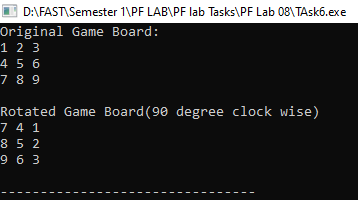 D:\FAST\Semester 1\PF LAB\PF lab Tasks\PF Lab 08\TAsk6.exe
Original Game Board:
1 2 3
4 5 6
7 8 9
Rotated Game Board(90 degree clock wise)
7 4 1
8 5 2
9 6 3
--------------------------------